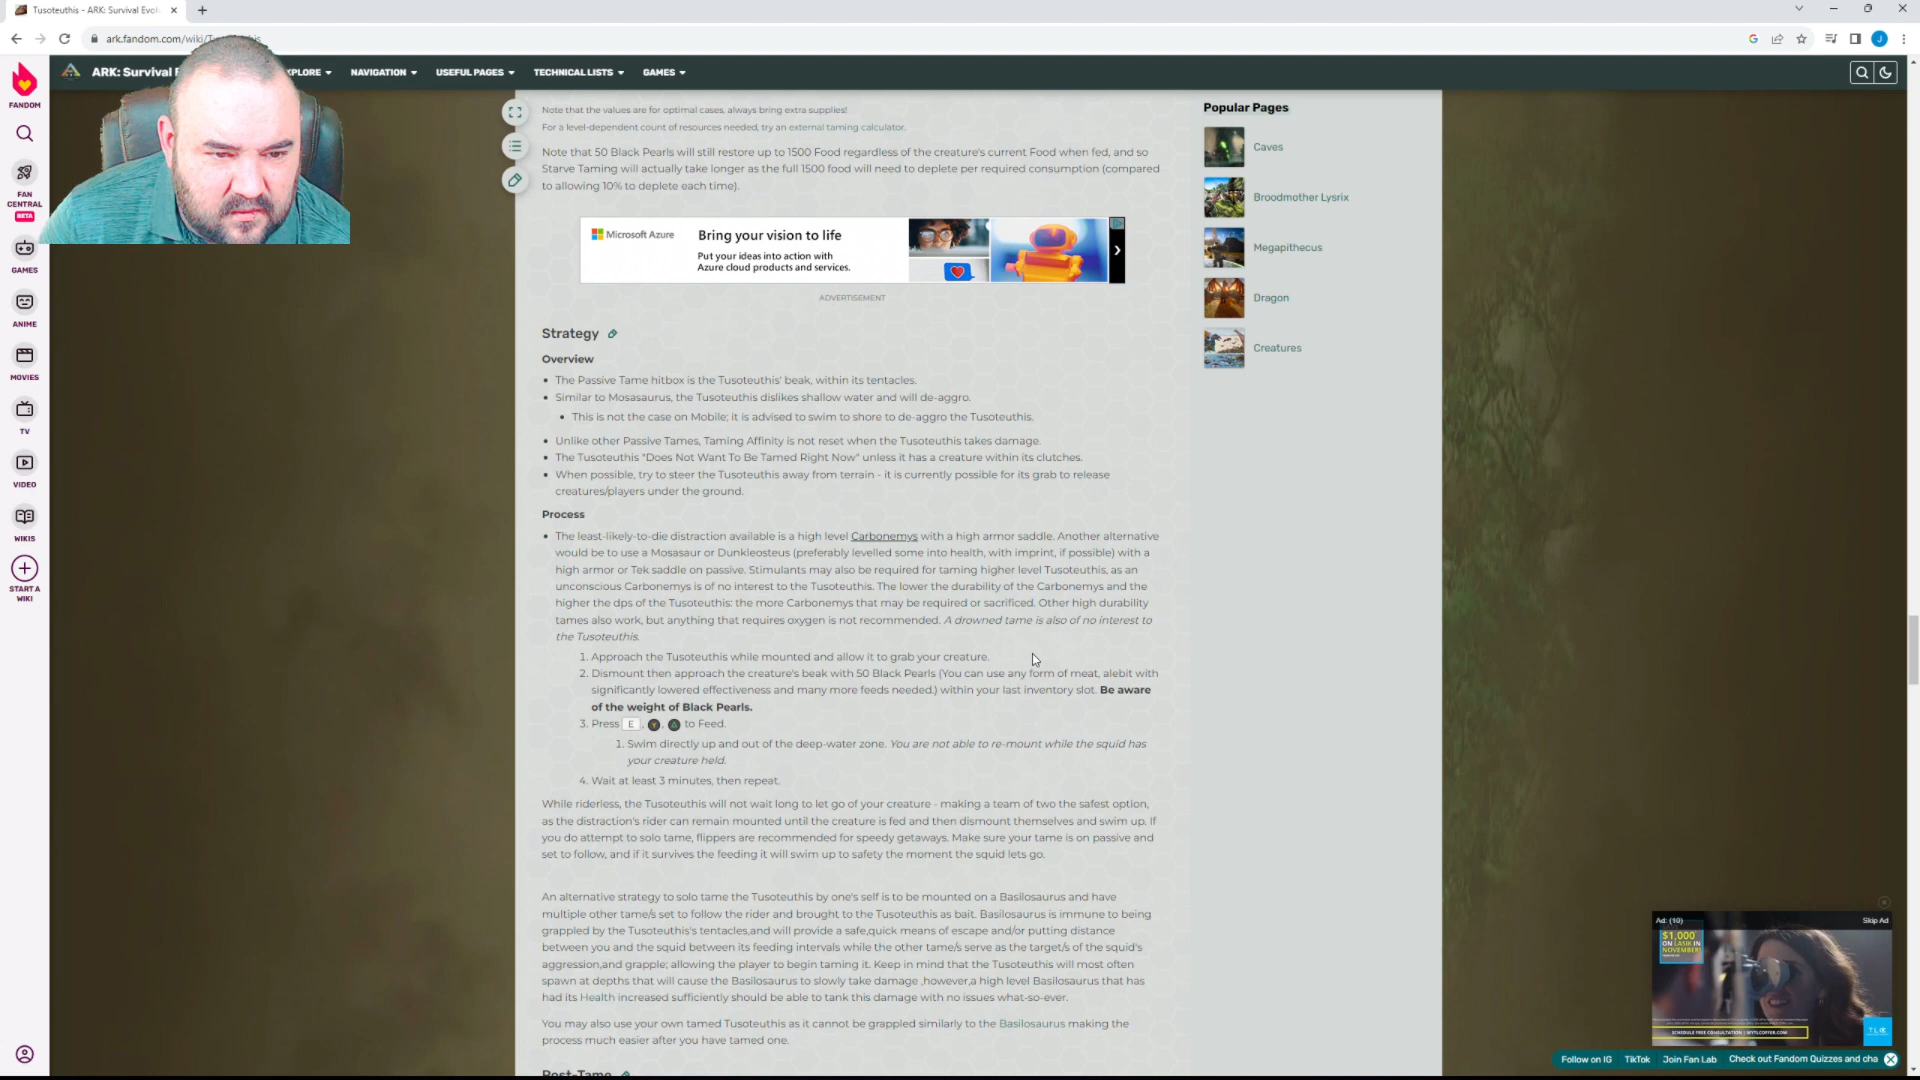 Tusoteuthis - ARK: Survival Evol
ark.fandom.com/wiki/Tusoteuthis
FANDOM
ARK: Survival E
XPLORE
NAVIGATION
USEFUL PAGES
TECHNICAL LISTS
GAMES
FAN
CENTRAL
BETA
GAMES
ANIME
MOVIES
TV
VIDEO
WIKIS
START A
WIKI
Note that the values are for optimal cases, always bring extra supplies!
For a level-dependent count of resources needed, try an external taming calculator.
Note that 50 Black Pearls will still restore up to 1500 Food regardless of the creature's current Food when fed, and so
Starve Taming will actually take longer as the full 1500 food will need to deplete per required consumption (compared
to allowing 10% to deplete each time).
Microsoft Azure
Bring your vision to life
Put your ideas into action with
Azure cloud products and services.
ADVERTISEMENT
Strategy
Overview
• The Passive Tame hitbox is the Tusoteuthis' beak, within its tentacles.
• Similar to Mosasaurus, the Tusoteuthis dislikes shallow water and will de-aggro.
• This is not the case on Mobile; it is advised to swim to shore to de-aggro the Tusoteuthis.
• Unlike other Passive Tames, Taming Affinity is not reset when the Tusoteuthis takes damage.
• The Tusoteuthis "Does Not Want To Be Tamed Right Now" unless it has a creature within its clutches.
• When possible, try to steer the Tusoteuthis away from terrain - it is currently possible for its grab to release
creatures/players under the ground.
Process
• The least-likely-to-die distraction available is a high level Carbonemys with a high armor saddle. Another alternative
would be to use a Mosasaur or Dunkleosteus (preferably levelled some into health, with imprint, if possible) with a
high armor or Tek saddle on passive. Stimulants may also be required for taming higher level Tusoteuthis, as an
unconscious Carbonemys is of no interest to the Tusoteuthis. The lower the durability of the Carbonemys and the
higher the dps of the Tusoteuthis: the more Carbonemys that may be required or sacrificed. Other high durability
tames also work, but anything that requires oxygen is not recommended. A drowned tame is also of no interest to
the Tusoteuthis.
1. Approach the Tusoteuthis while mounted and allow it to grab your creature.
2. Dismount then approach the creature's beak with 50 Black Pearls (You can use any form of meat, alebit with
significantly lowered effectiveness and many more feeds needed.) within your last inventory slot. Be aware
of the weight of Black Pearls.
3. Press E, Y, △ to Feed.
1. Swim directly up and out of the deep-water zone. You are not able to re-mount while the squid has
your creature held.
4. Wait at least 3 minutes, then repeat.
While riderless, the Tusoteuthis will not wait long to let go of your creature - making a team of two the safest option,
as the distraction's rider can remain mounted until the creature is fed and then dismount themselves and swim up. If
you do attempt to solo tame, flippers are recommended for speedy getaways. Make sure your tame is on passive and
set to follow, and if it survives the feeding it will swim up to safety the moment the squid lets go.
An alternative strategy to solo tame the Tusoteuthis by one's self is to be mounted on a Basilosaurus and have
multiple other tame/s set to follow the rider and brought to the Tusoteuthis as bait. Basilosaurus is immune to being
grappled by the Tusoteuthis's tentacles,and will provide a safe,quick means of escape and/or putting distance
between you and the squid between its feeding intervals while the other tame/s serve as the target/s of the squid's
aggression,and grapple; allowing the player to begin taming it. Keep in mind that the Tusoteuthis will most often
spawn at depths that will cause the Basilosaurus to slowly take damage ,however,a high level Basilosaurus that has
had its Health increased sufficiently should be able to tank this damage with no issues what-so-ever.
You may also use your own tamed Tusoteuthis as it cannot be grappled similarly to the Basilosaurus making the
process much easier after you have tamed one.
Post-Tame
Popular Pages
Caves
Broodmother Lysrix
Megapithecus
Dragon
Creatures
Ad: (10)
Skip Ad
$1,000
ON LASIK IN
NOVEMBER!
SCHEDULE FREE CONSULTATION | MYTLCOFFER.COM
TLC
Follow on IG
TikTok
Join Fan Lab
Check out Fandom Quizzes and cha
J